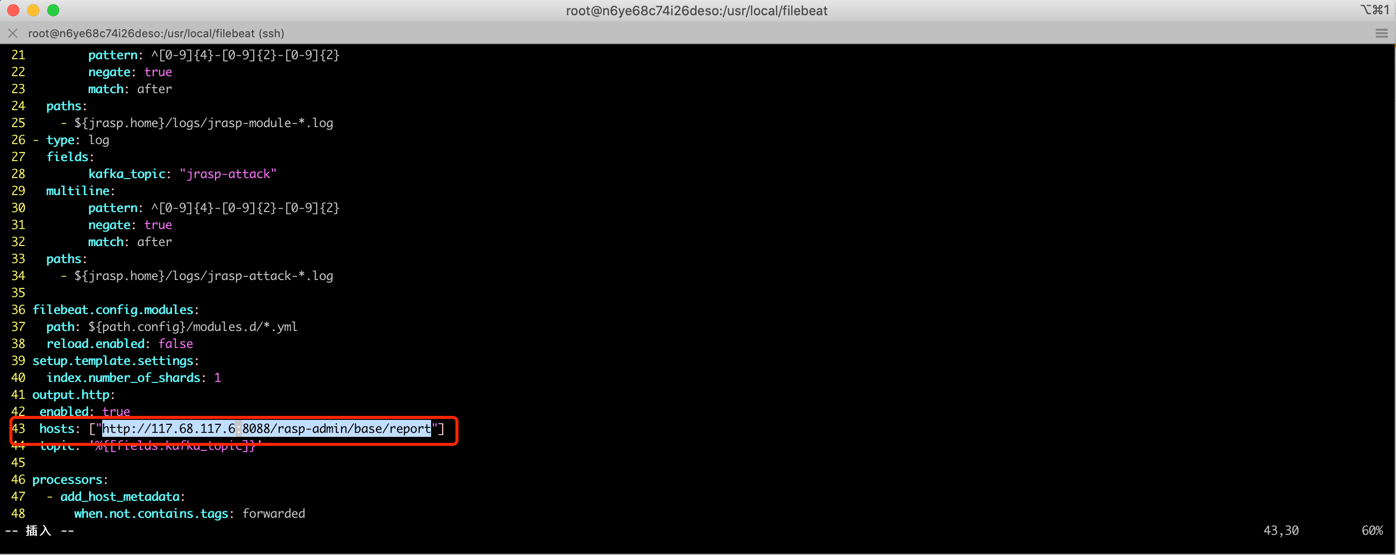 root@n6ye68c74i26deso:/usr/local/filebeat
⌥⌘1
root@n6ye68c74i26deso:/usr/local/filebeat (ssh)
21         pattern: ^[0-9]{4}-[0-9]{2}-[0-9]{2}
22         negate: true
23         match: after
24   paths:
25     - ${jrasp.home}/logs/jrasp-module-*.log
26 - type: log
27   fields:
28         kafka_topic: "jrasp-attack"
29   multiline:
30         pattern: ^[0-9]{4}-[0-9]{2}-[0-9]{2}
31         negate: true
32         match: after
33   paths:
34     - ${jrasp.home}/logs/jrasp-attack-*.log
35
36 filebeat.config.modules:
37   path: ${path.config}/modules.d/*.yml
38   reload.enabled: false
39 setup.template.settings:
40   index.number_of_shards: 1
41 output.http:
42  enabled: true
43  hosts: ["http://117.68.117.6:8088/rasp-admin/base/report"]
44  topic: '%{[fields.kafka_topic]}'
45
46 processors:
47   - add_host_metadata:
48       when.not.contains.tags: forwarded
-- 插入 --
43,30
60%